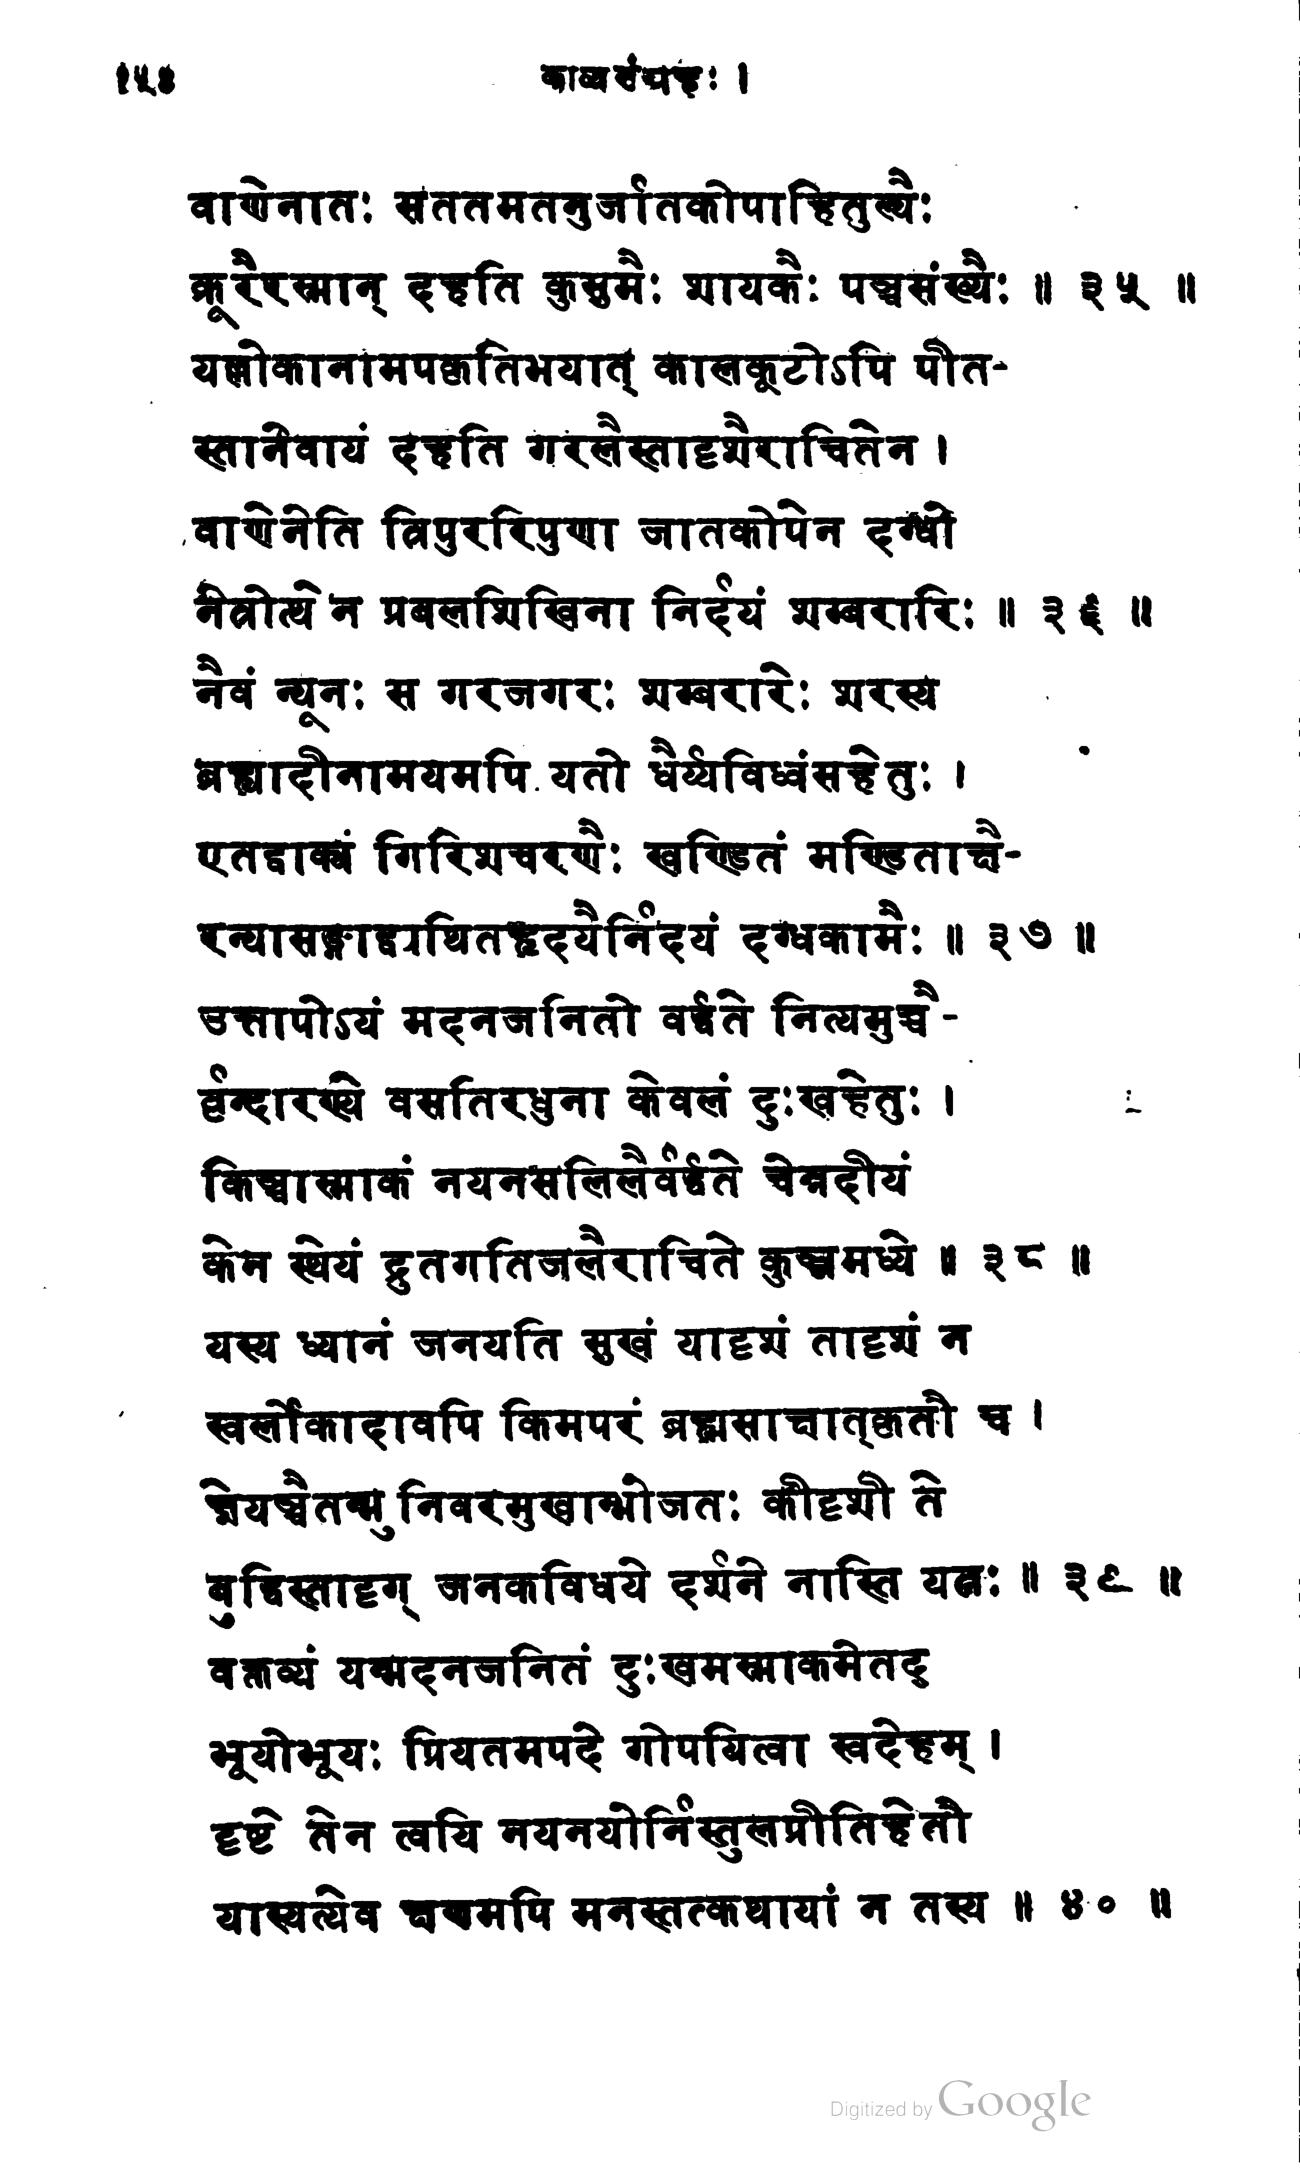 १५४ काव्यसंग्रहः ।
वाणेनातः सततमतनुर्जातकोपाहितुल्यैः
क्रूरैरस्मान् दहति कुसुमैः शायकैः पञ्चसंख्यैः ॥ ३५ ॥
यल्लोकानामपकृतिभयात् कालकूटोऽपि पीत-
स्तानेवायं दहति गरलैस्तादृशैराचितेन ।
वाणेनेति त्रिपुररिपुणा जातकोपेन दग्धो
नेत्रोत्थेन प्रबलशिखिना निर्दयं शम्बरारिः ॥ ३६ ॥
नैवं न्यूनः स गरजगरः शम्बरारेः शरस्य
ब्रह्मादीनामयमपि यतो धैर्य्यविध्वंसहेतुः ।
एतद्वाक्यं गिरिशचरणैः खण्डितं मण्डिताक्षै-
रन्यासङ्गाद्व्यथितहृदयैर्निर्दयं दग्धकामैः ॥ ३७ ॥
उत्तापोऽयं मदनजनितो वर्द्धते नित्यमुच्चै-
र्वृन्दारण्ये वसतिरधुना केवलं दुःखहेतुः ।
किञ्चास्माकं नयनसलिलैर्वर्द्धते चेन्नदीयं
केन स्थेयं द्रुतगतिजलैराचिते कुञ्जमध्ये ॥ ३८ ॥
यस्य ध्यानं जनयति सुखं यादृशं तादृशं न
स्वर्लोकादावपि किमपरं ब्रह्मसाक्षात्कृतौ च ।
ज्ञेयञ्चैतन्मुनिवरमुखाम्भोजतः कीदृशी ते
बुद्धिस्तादृग् जनकविधये दर्शने नास्ति यत्नः ॥ ३९ ॥
वक्तव्यं यन्मदनजनितं दुःखमस्माकमेतद्
भूयोभूयः प्रियतमपदे गोपयित्वा स्वदेहम् ।
दृष्टे तेन त्वयि नयनयोर्निस्तुलप्रीतिहेतौ
यास्यत्येव क्षणमपि मनस्तत्कथायां न तस्य ॥ ४० ॥
Digitized by Google